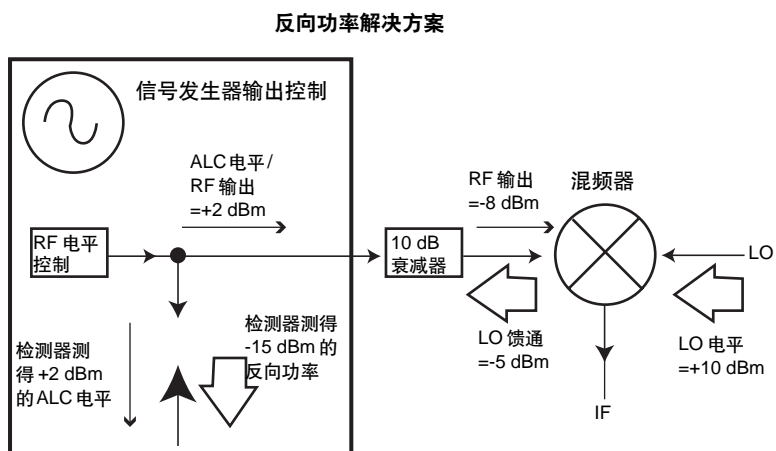 反向功率解决方案
信号发生器输出控制
ALC 电平/
RF 输出
=+2 dBm
RF 输出
=-8 dBm
混频器
RF 电平
控制
10 dB
衰减器
LO
检测器测
得 +2 dBm
的 ALC 电平
检测器测得
-15 dBm 的
反向功率
LO 馈通
=-5 dBm
LO 电平
=+10 dBm
IF